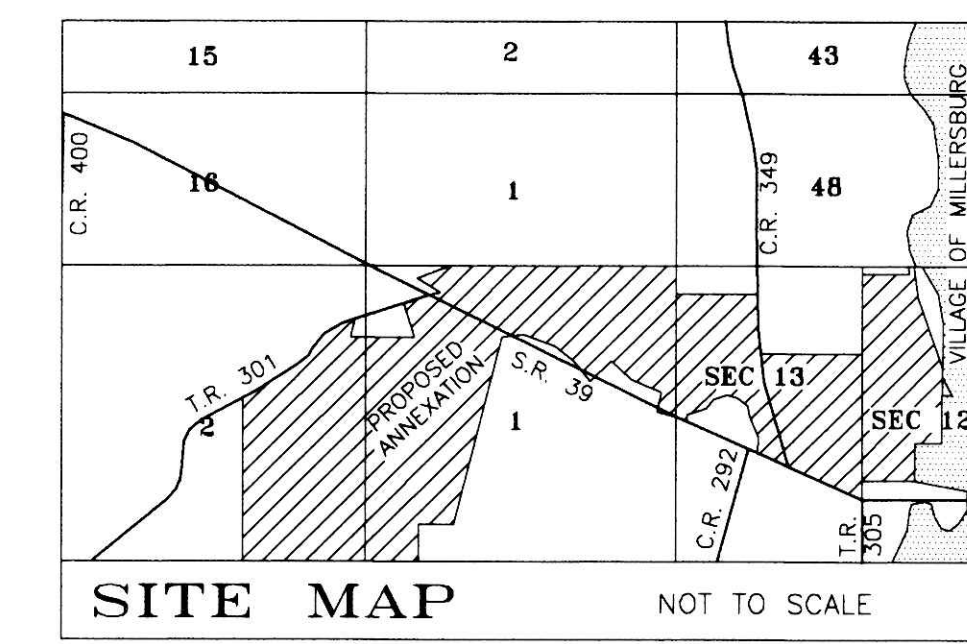 15
2
43
C.R. 400
16
1
C.R. 349
48
VILLAGE OF MILLERSBURG
T.R. 301
2
PROPOSED
ANNEXATION
S.R. 39
1
SEC 13
SEC 12
C.R. 292
T.R.
305
SITE MAP
NOT TO SCALE